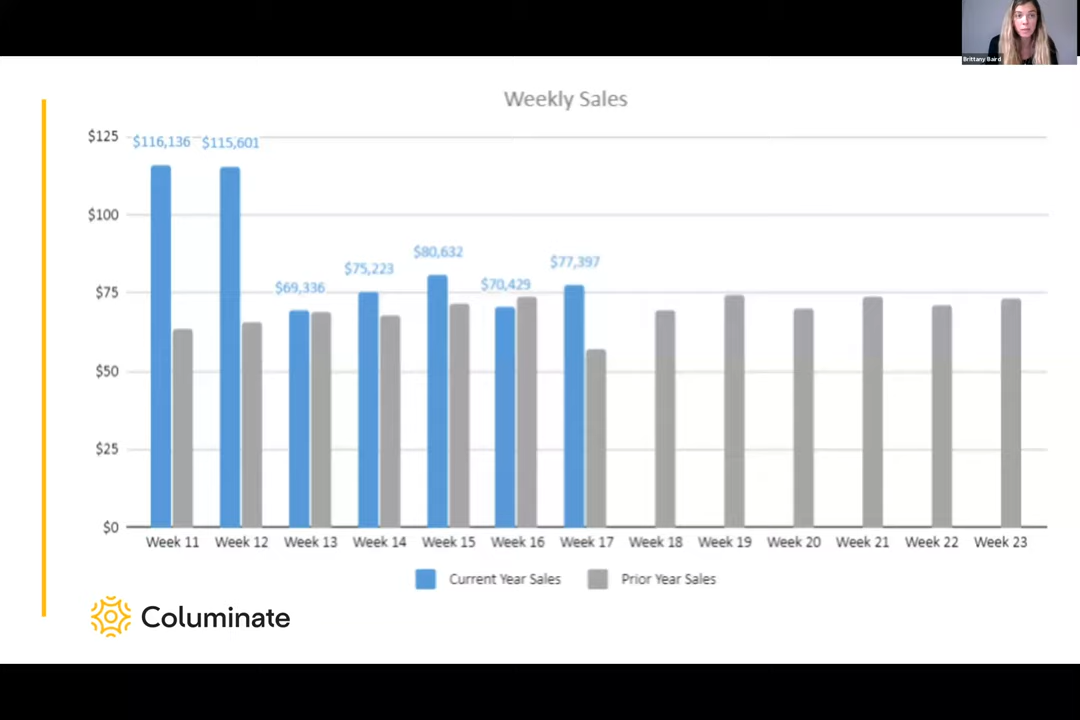 Brittany Baird
Weekly Sales
$125
$116,136 $115,601
$100
$80,632
$77,397
$75,223
$70,429
$69,336
$75
$50
$25
$0
Week 11 Week 12 Week 13 Week 14 Week 15 Week 16 Week 17 Week 18 Week 19 Week 20 Week 21 Week 22 Week 23
Current Year Sales Prior Year Sales
Columinate